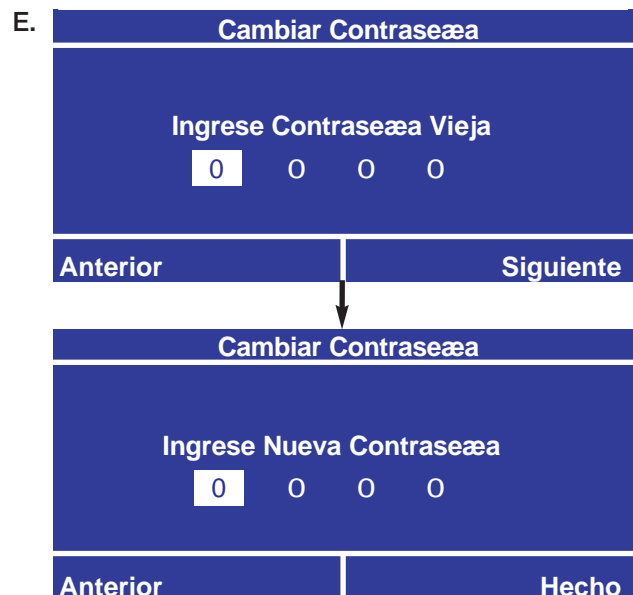 E.
Cambiar Contraseæa
Ingrese Contraseæa Vieja
0 0 0 0
Anterior Siguiente
Cambiar Contraseæa
Ingrese Nueva Contraseæa
0 0 0 0
Anterior Hecho